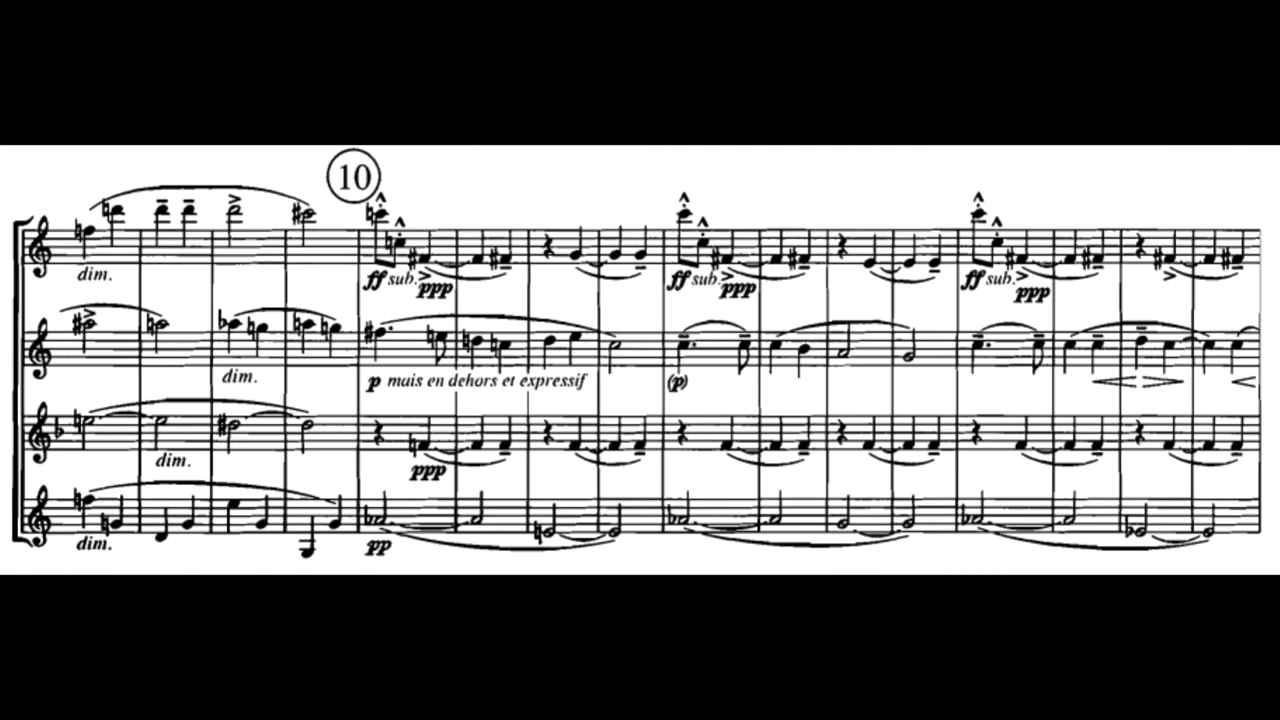 10
dim.
ff sub. ppp ff sub. ppp ff sub. ppp
dim. p mais en dehors et expressif (p)
dim. ppp
dim. pp